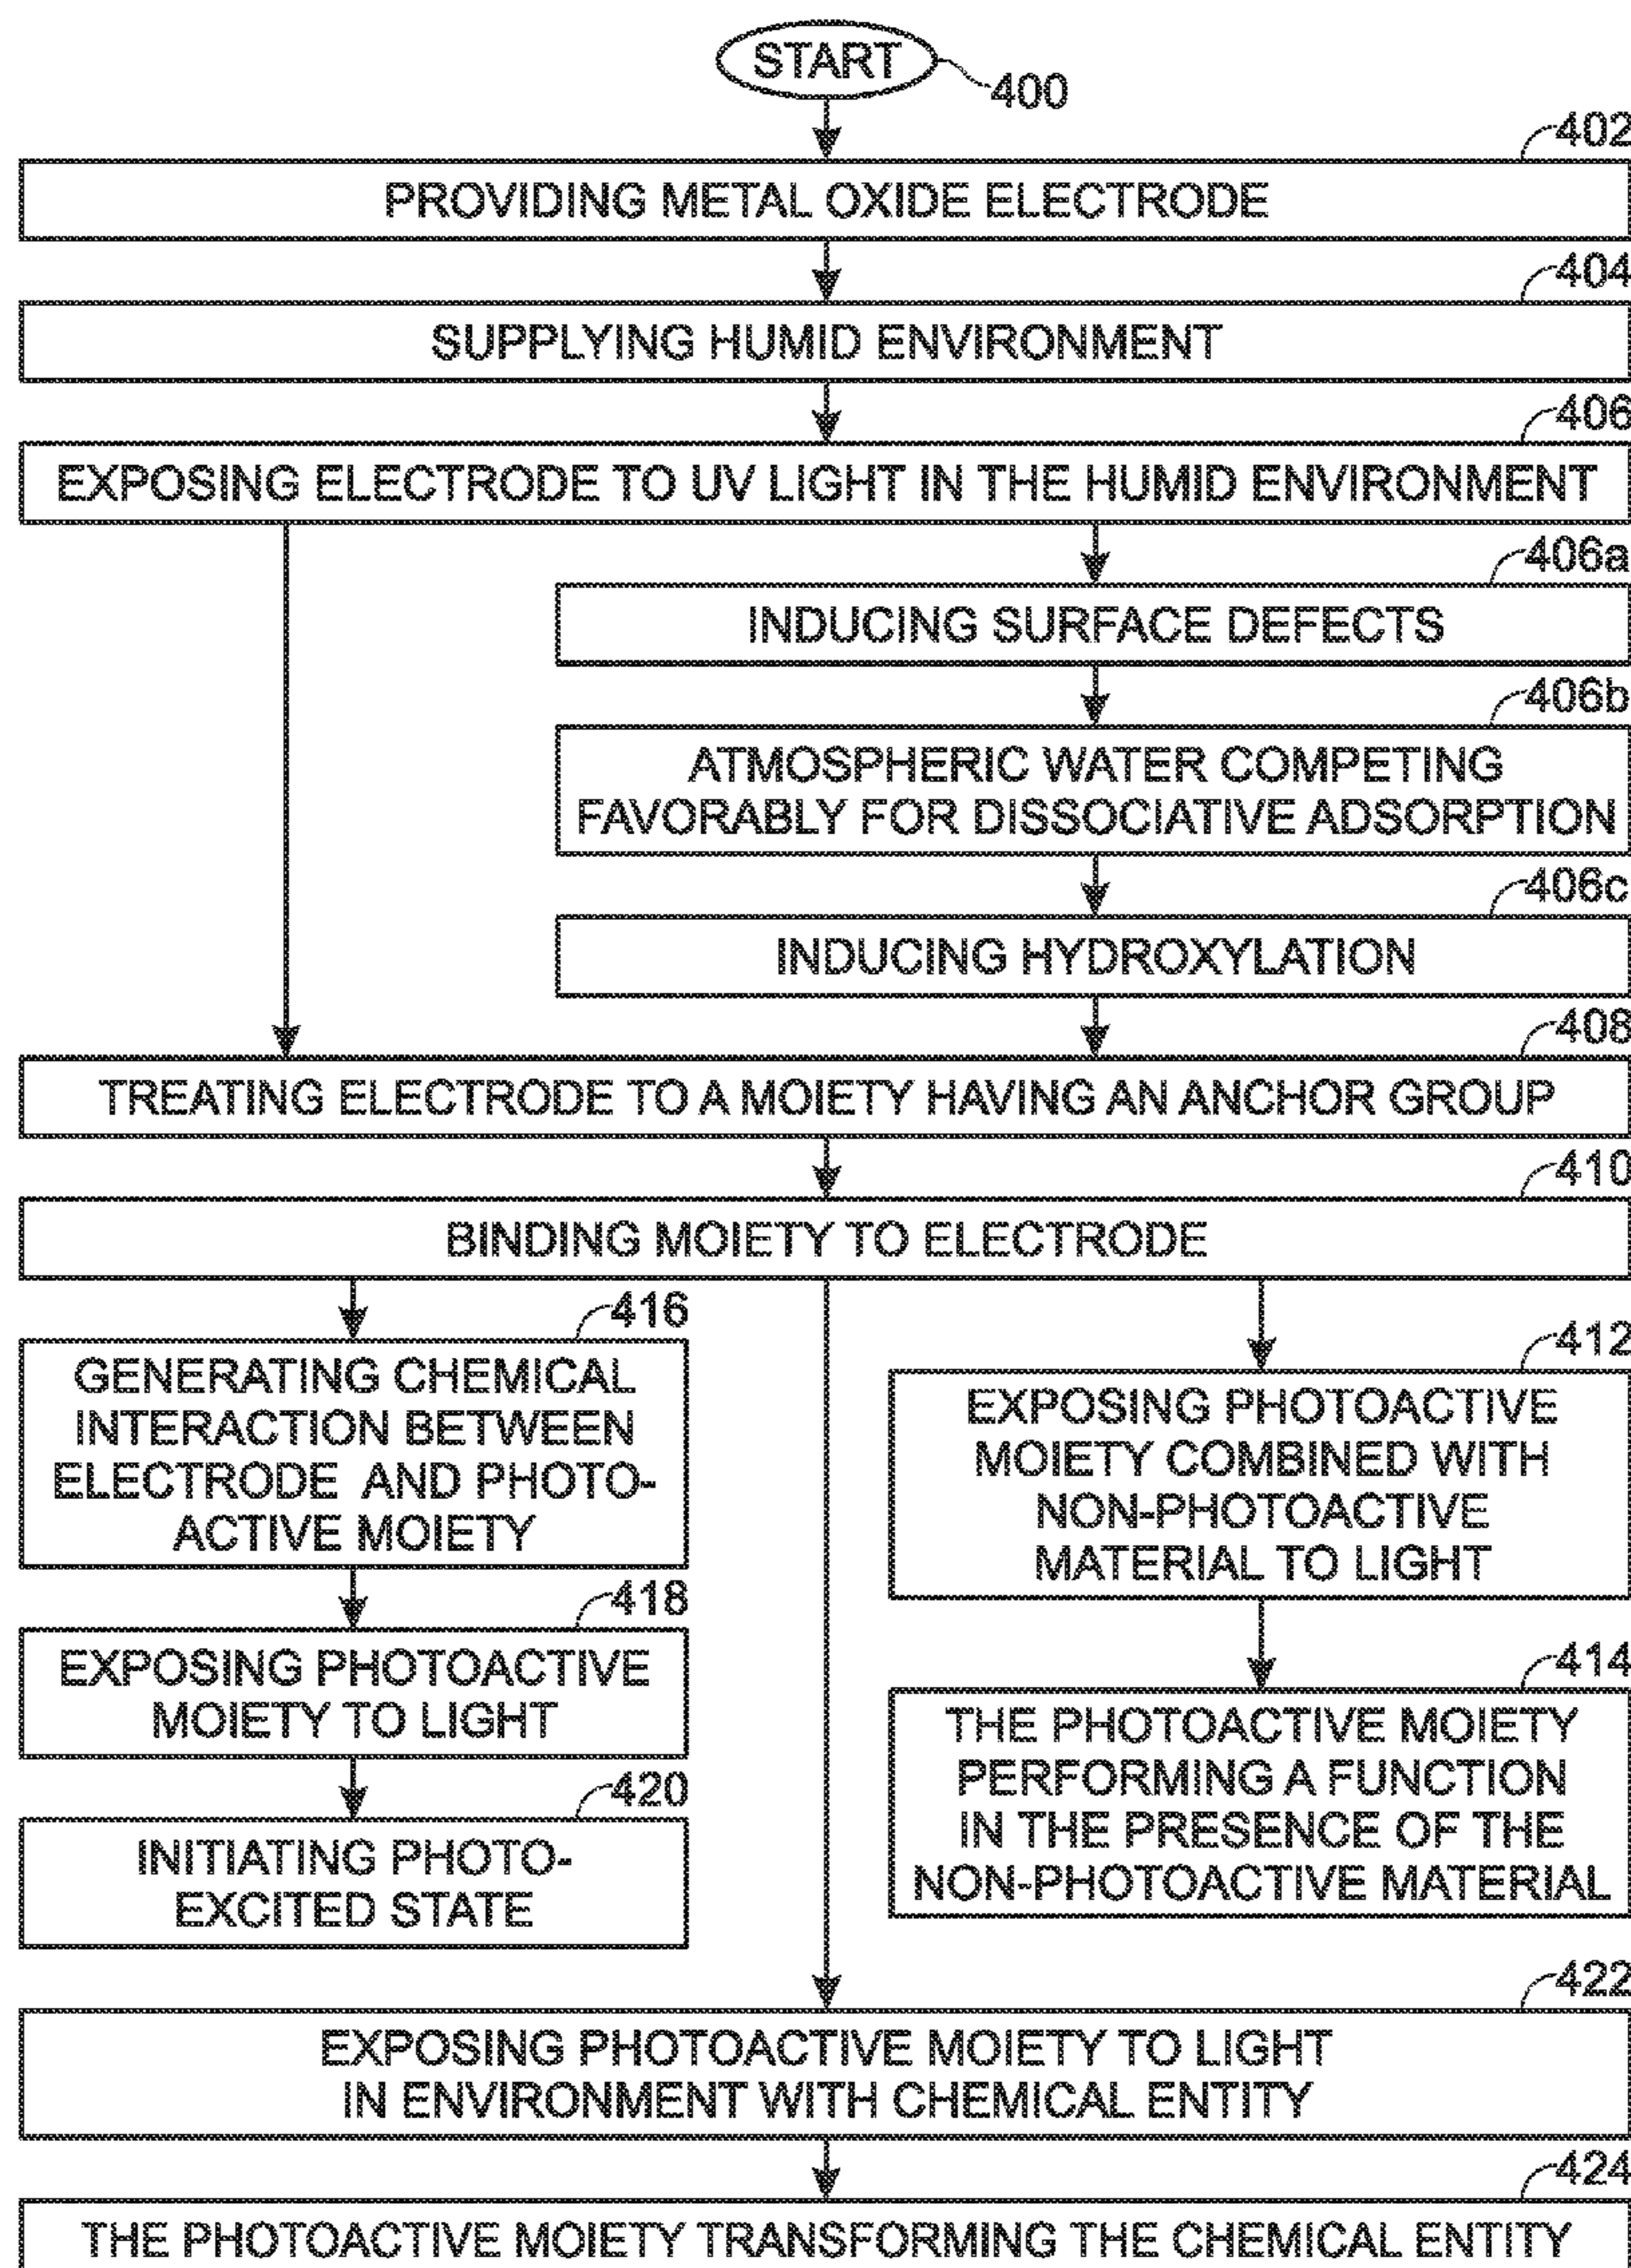 START
400
402
PROVIDING METAL OXIDE ELECTRODE
404
SUPPLYING HUMID ENVIRONMENT
406
EXPOSING ELECTRODE TO UV LIGHT IN THE HUMID ENVIRONMENT
406a
INDUCING SURFACE DEFECTS
406b
ATMOSPHERIC WATER COMPETING
FAVORABLY FOR DISSOCIATIVE ADSORPTION
406c
INDUCING HYDROXYLATION
408
TREATING ELECTRODE TO A MOIETY HAVING AN ANCHOR GROUP
410
BINDING MOIETY TO ELECTRODE
416
GENERATING CHEMICAL
INTERACTION BETWEEN
ELECTRODE AND PHOTO-
ACTIVE MOIETY
418
EXPOSING PHOTOACTIVE
MOIETY TO LIGHT
420
INITIATING PHOTO-
EXCITED STATE
412
EXPOSING PHOTOACTIVE
MOIETY COMBINED WITH
NON-PHOTOACTIVE
MATERIAL TO LIGHT
414
THE PHOTOACTIVE MOIETY
PERFORMING A FUNCTION
IN THE PRESENCE OF THE
NON-PHOTOACTIVE MATERIAL
422
EXPOSING PHOTOACTIVE MOIETY TO LIGHT
IN ENVIRONMENT WITH CHEMICAL ENTITY
424
THE PHOTOACTIVE MOIETY TRANSFORMING THE CHEMICAL ENTITY